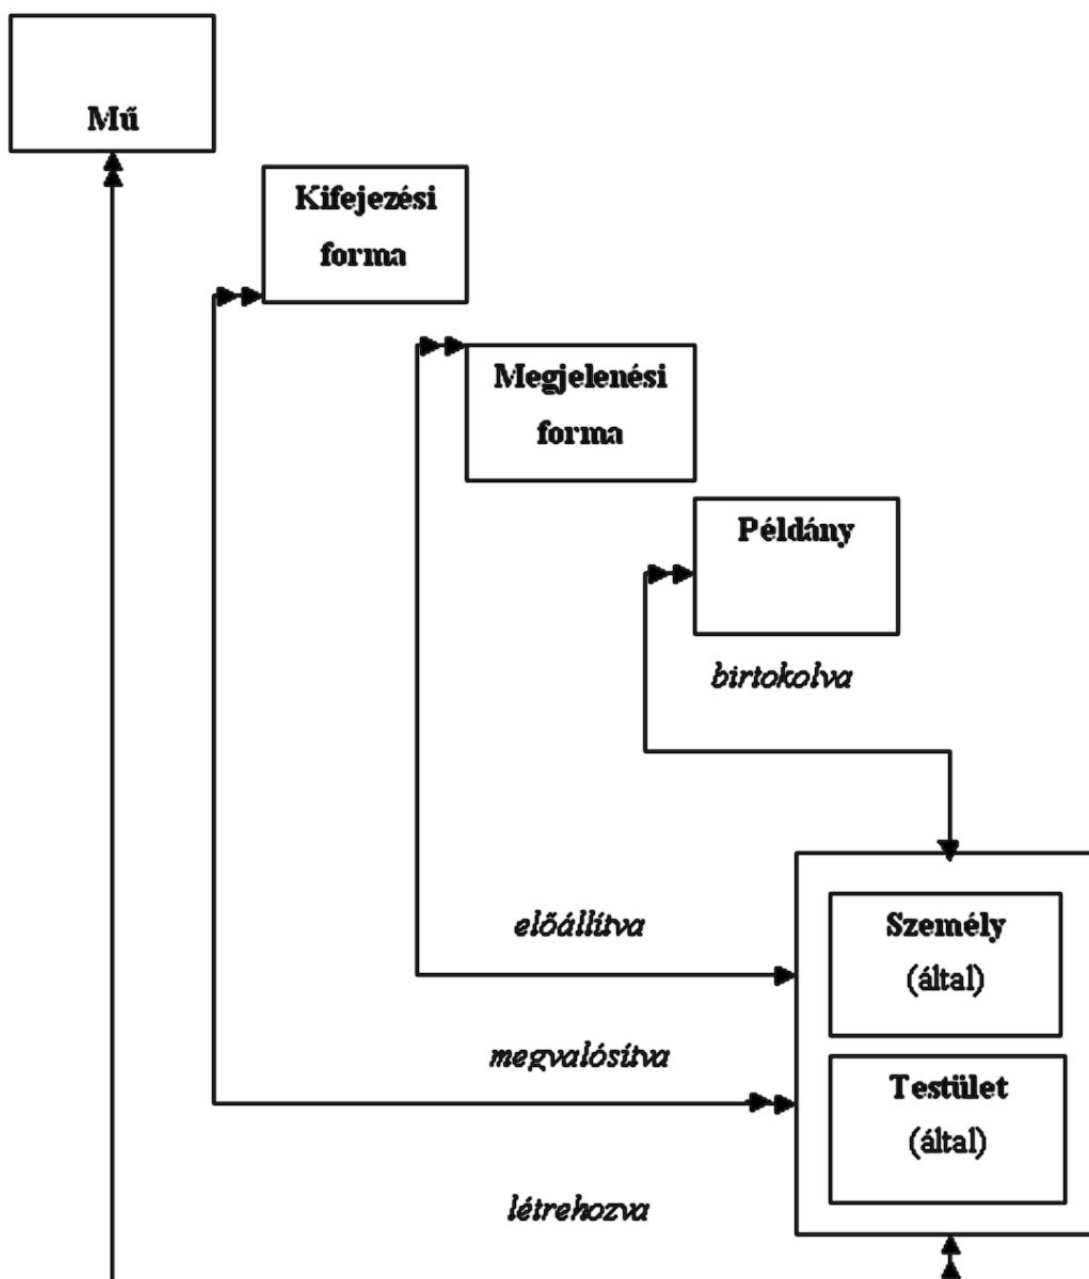 Mű
Kifejezési
forma
Megjelenési
forma
Példány
birtokolva
előállítva
Személy
(által)
megvalósítva
Testület
(által)
létrehozva